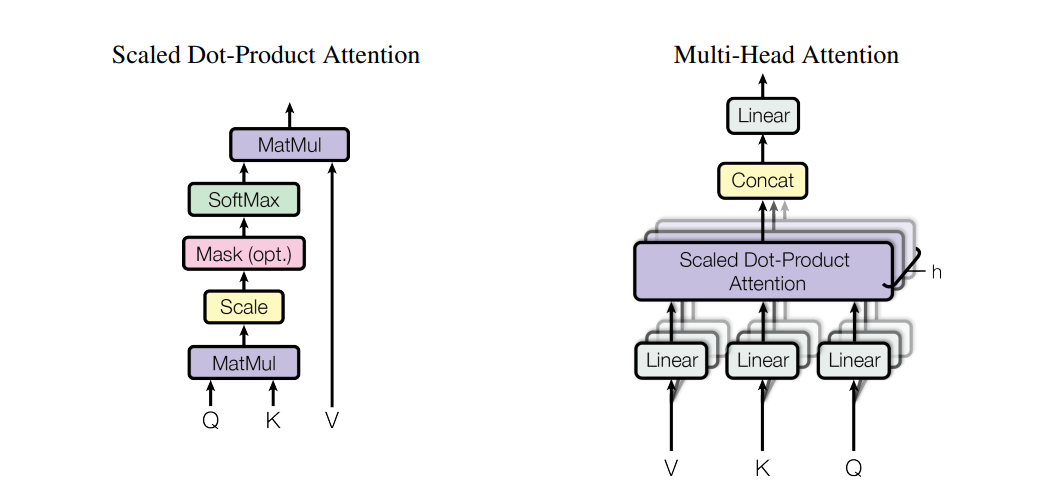 Scaled Dot-Product Attention
MatMul
SoftMax
Mask (opt.)
Scale
MatMul
Q K V
Multi-Head Attention
Linear
Concat
Scaled Dot-Product
Attention
h
Linear Linear Linear
V K Q